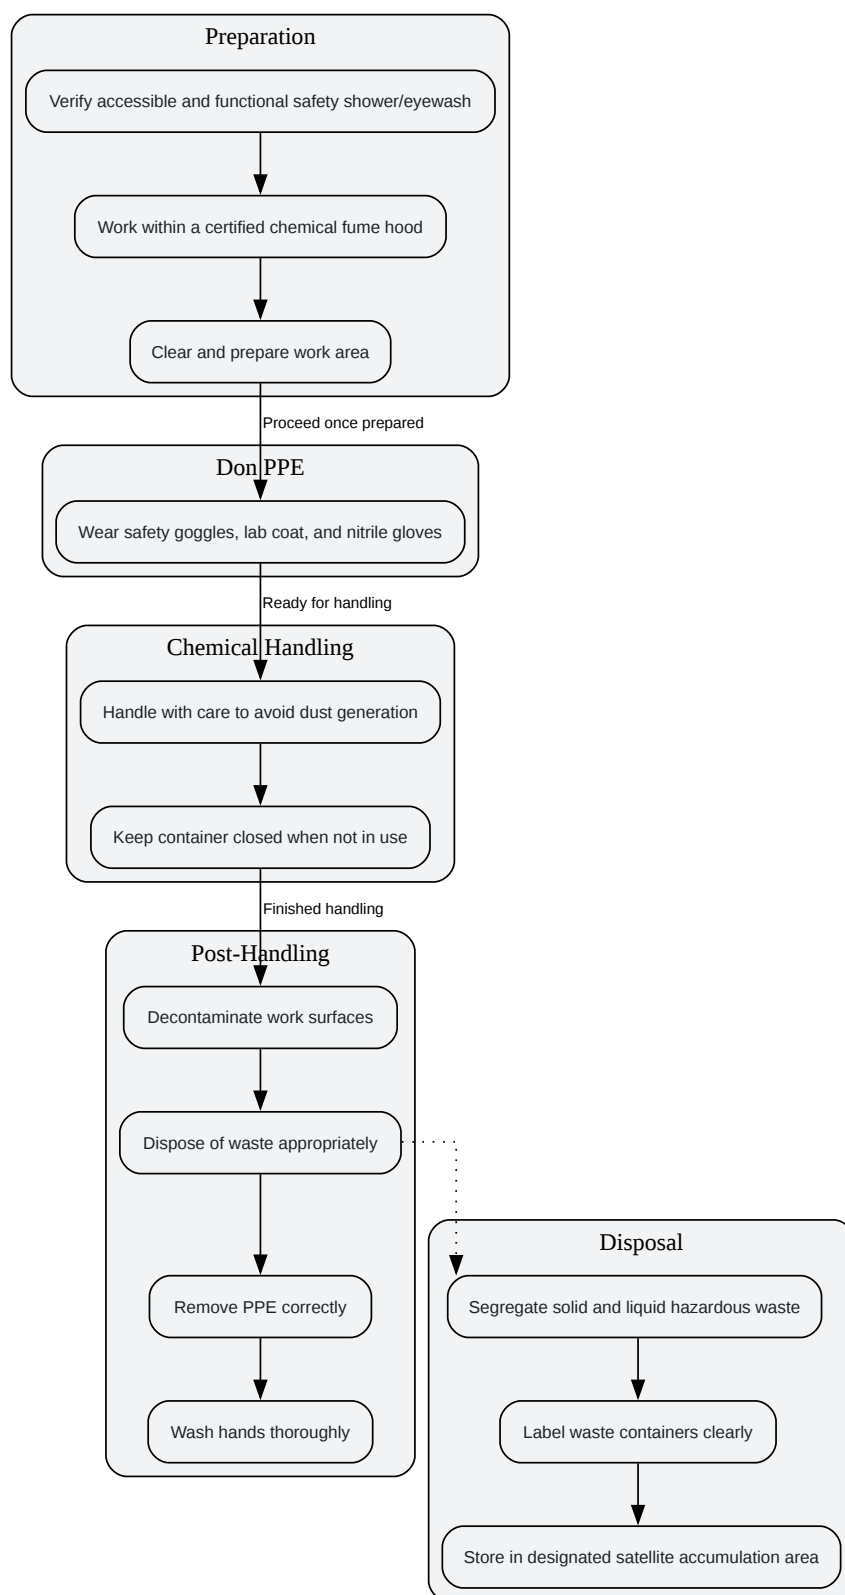 Preparation
Verify accessible and functional safety shower/eyewash
Work within a certified chemical fume hood
Clear and prepare work area
Proceed once prepared
Don PPE
Wear safety goggles, lab coat, and nitrile gloves
Ready for handling
Chemical Handling
Handle with care to avoid dust generation
Keep container closed when not in use
Finished handling
Post-Handling
Decontaminate work surfaces
Dispose of waste appropriately
Remove PPE correctly
Wash hands thoroughly
Disposal
Segregate solid and liquid hazardous waste
Label waste containers clearly
Store in designated satellite accumulation area